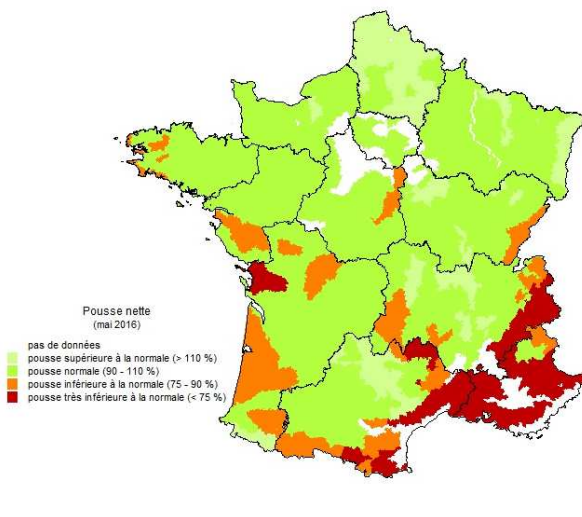 Pousse nette
(mai 2016)
pas de données
pousse supérieure à la normale (> 110 %)
pousse normale (90 - 110 %)
pousse inférieure à la normale (75 - 90 %)
pousse très inférieure à la normale (< 75 %)